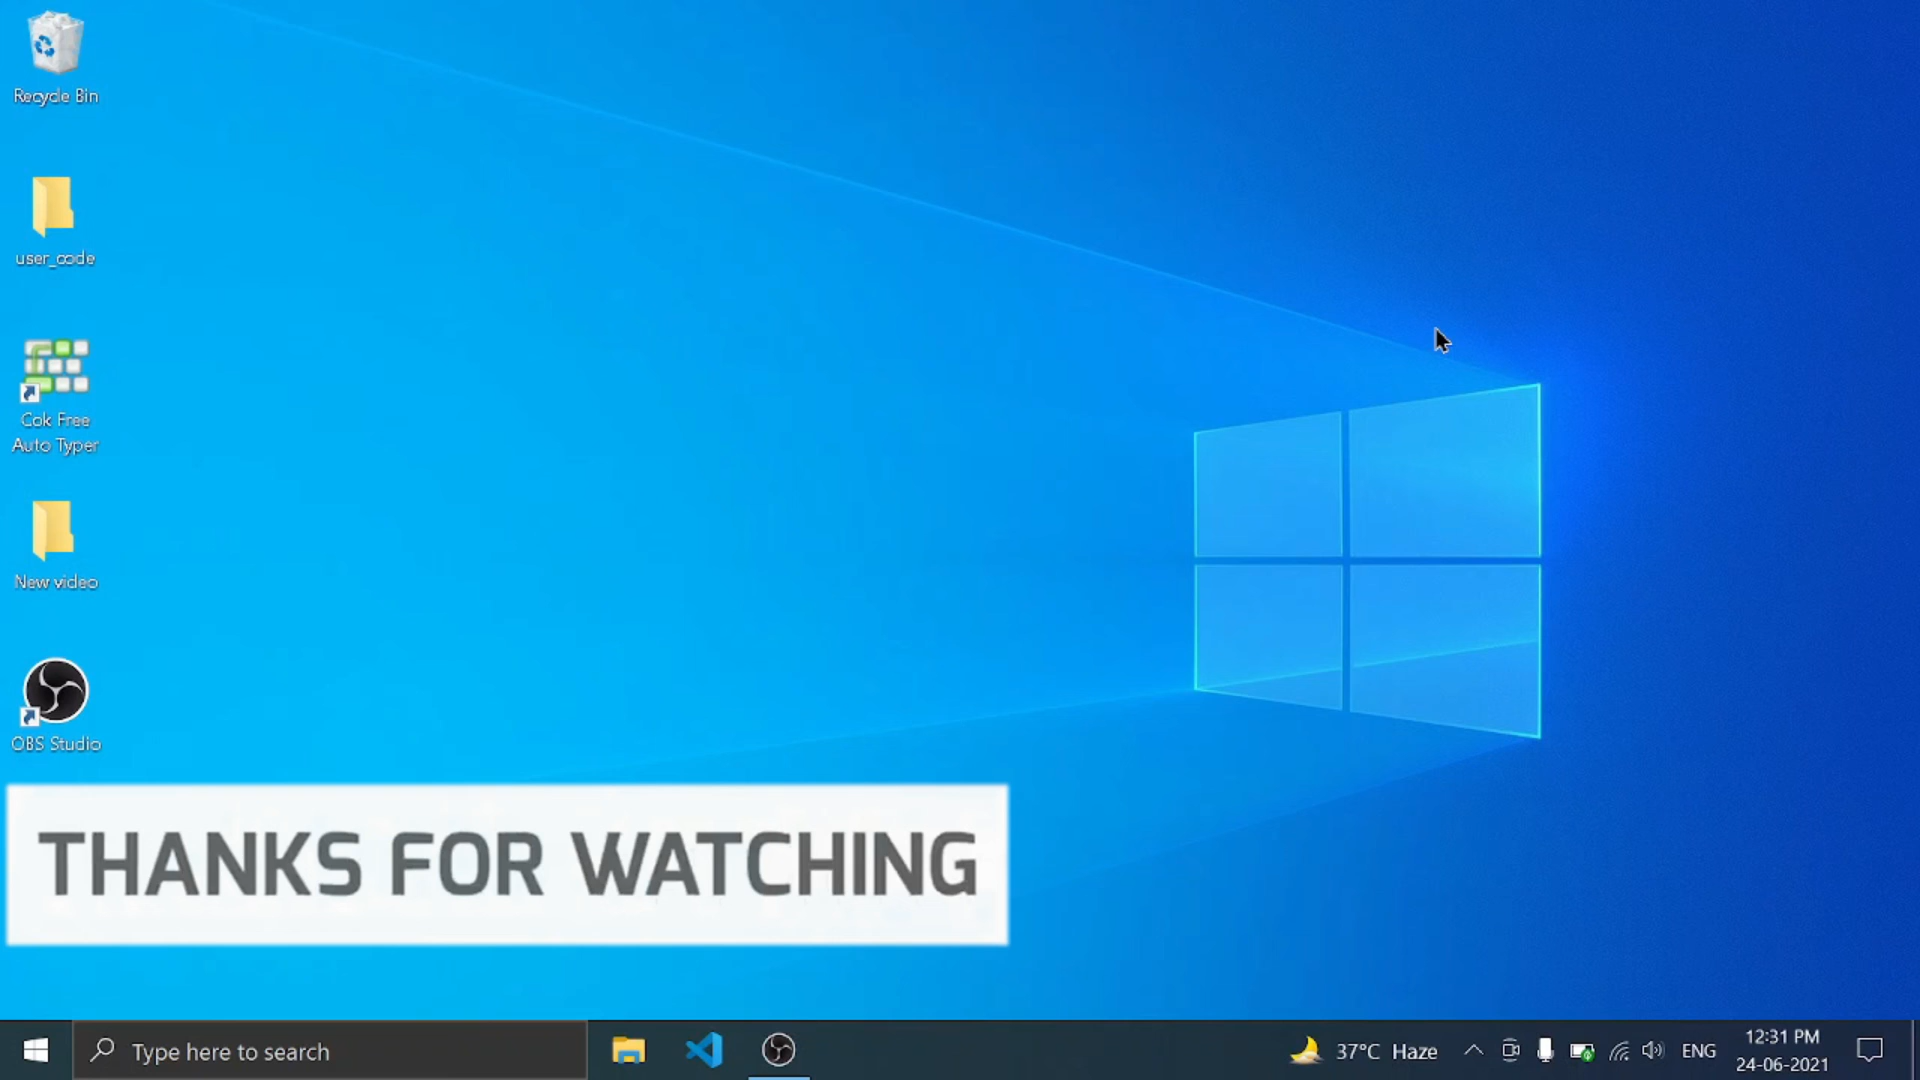 Recycle Bin
user_code
Cok Free
Auto Typer
New video
OBS Studio
THANKS FOR WATCHING
Type here to search
37°C Haze
ENG
12:31 PM
24-06-2021